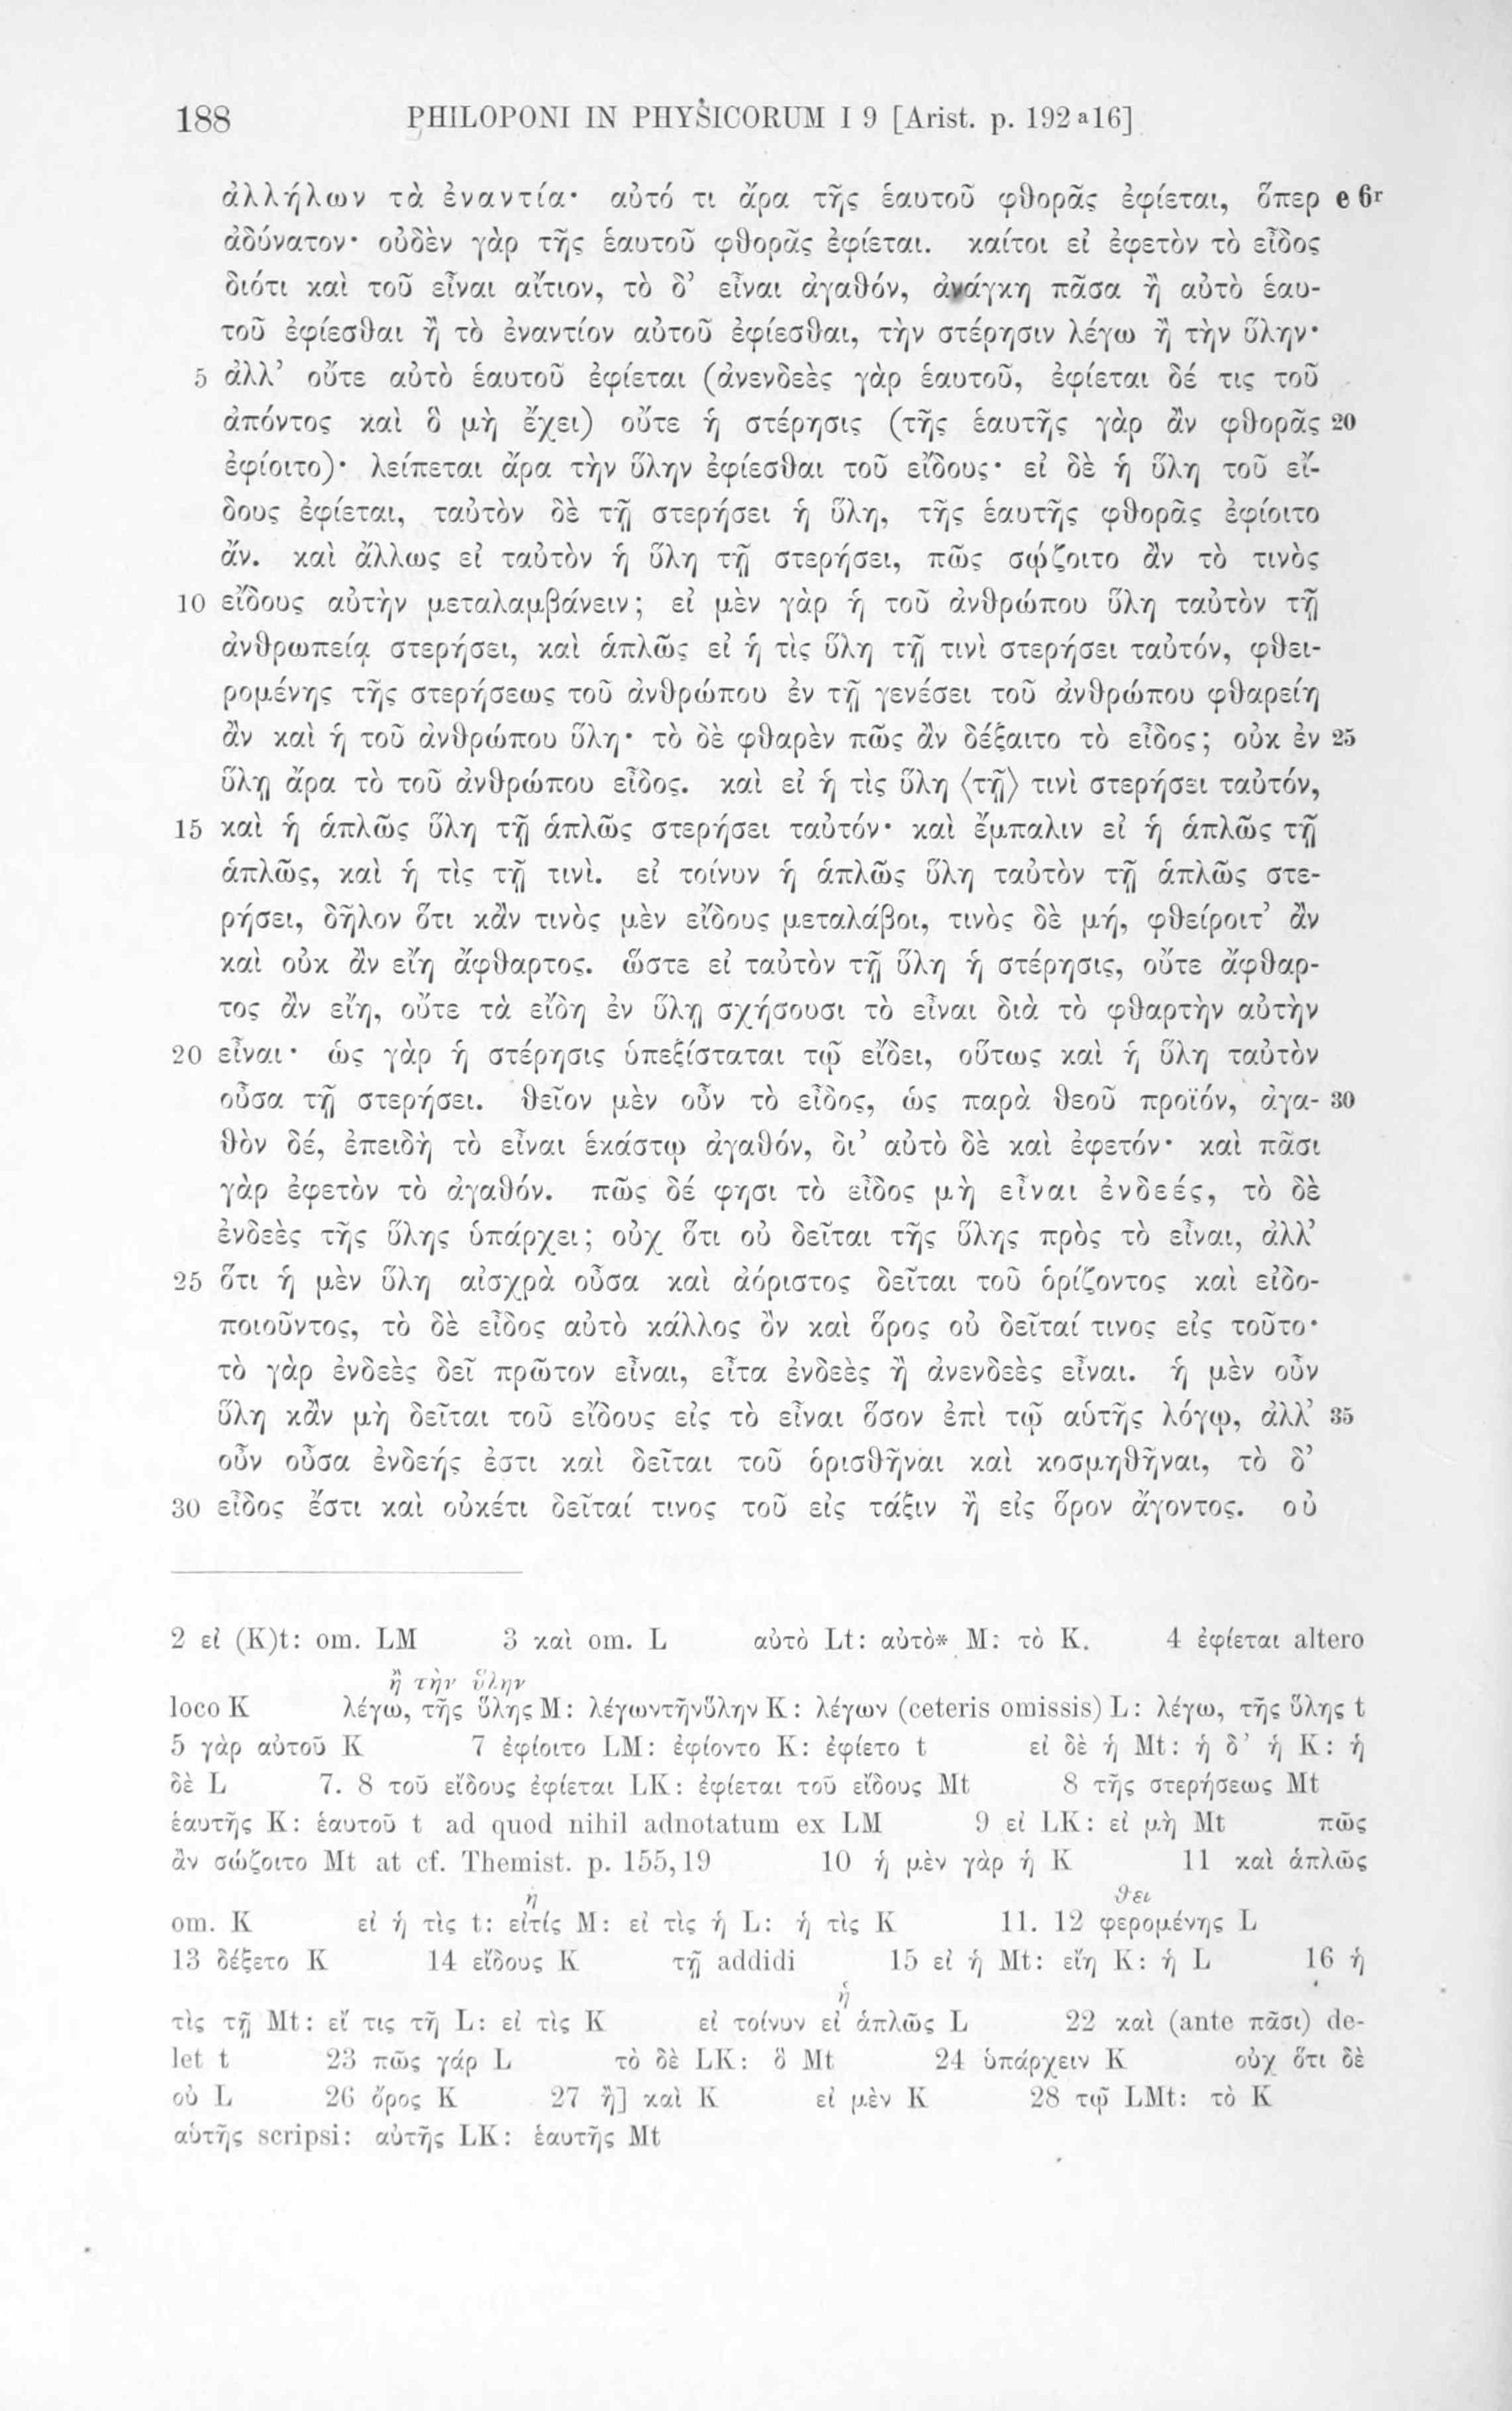 188 PHILOPONI IN PHYSICORUM I 9 [Arist. p. 192 a16]
ἀλλήλων τὰ ἐναντία· αὐτό τι ἄρα τῆς ἑαυτοῦ φθορᾶς ἐφίεται, ὅπερ e 6r
ἀδύνατον· οὐδὲν γὰρ τῆς ἑαυτοῦ φθορᾶς ἐφίεται. καίτοι εἰ ἐφετὸν τὸ εἶδος
διότι καὶ τοῦ εἶναι αἴτιον, τὸ δ’ εἶναι ἀγαθόν, ἀνάγκη πᾶσα ἢ αὐτὸ ἑαυ-
τοῦ ἐφίεσθαι ἢ τὸ ἐναντίον αὐτοῦ ἐφίεσθαι, τὴν στέρησιν λέγω ἢ τὴν ὕλην·
5 ἀλλ’ οὔτε αὐτὸ ἑαυτοῦ ἐφίεται (ἀνενδεὲς γὰρ ἑαυτοῦ, ἐφίεται δέ τις τοῦ
ἀπόντος καὶ ὃ μὴ ἔχει) οὔτε ἡ στέρησις (τῆς ἑαυτῆς γὰρ ἂν φθορᾶς 20
ἐφίοιτο)· λείπεται ἄρα τὴν ὕλην ἐφίεσθαι τοῦ εἴδους· εἰ δὲ ἡ ὕλη τοῦ εἴ-
δους ἐφίεται, ταὐτὸν δὲ τῇ στερήσει ἡ ὕλη, τῆς ἑαυτῆς φθορᾶς ἐφίοιτο
ἄν. καὶ ἄλλως εἰ ταὐτὸν ἡ ὕλη τῇ στερήσει, πῶς σῴζοιτο ἂν τὸ τινὸς
10 εἴδους αὐτὴν μεταλαμβάνειν; εἰ μὲν γὰρ ἡ τοῦ ἀνθρώπου ὕλη ταὐτὸν τῇ
ἀνθρωπείᾳ στερήσει, καὶ ἁπλῶς εἰ ἡ τὶς ὕλη τῇ τινὶ στερήσει ταὐτόν, φθει-
ρομένης τῆς στερήσεως τοῦ ἀνθρώπου ἐν τῇ γενέσει τοῦ ἀνθρώπου φθαρείη
ἂν καὶ ἡ τοῦ ἀνθρώπου ὕλη· τὸ δὲ φθαρὲν πῶς ἂν δέξαιτο τὸ εἶδος; οὐκ ἐν 25
ὕλῃ ἄρα τὸ τοῦ ἀνθρώπου εἶδος. καὶ εἰ ἡ τὶς ὕλη ⟨τῇ⟩ τινὶ στερήσει ταὐτόν,
15 καὶ ἡ ἁπλῶς ὕλη τῇ ἁπλῶς στερήσει ταὐτόν· καὶ ἔμπαλιν εἰ ἡ ἁπλῶς τῇ
ἁπλῶς, καὶ ἡ τὶς τῇ τινί. εἰ τοίνυν ἡ ἁπλῶς ὕλη ταὐτὸν τῇ ἁπλῶς στε-
ρήσει, δῆλον ὅτι κἂν τινὸς μὲν εἴδους μεταλάβοι, τινὸς δὲ μή, φθείροιτ’ ἂν
καὶ οὐκ ἂν εἴη ἄφθαρτος. ὥστε εἰ ταὐτὸν τῇ ὕλῃ ἡ στέρησις, οὔτε ἄφθαρ-
τος ἂν εἴη, οὔτε τὰ εἴδη ἐν ὕλῃ σχήσουσι τὸ εἶναι διὰ τὸ φθαρτὴν αὐτὴν
20 εἶναι· ὡς γὰρ ἡ στέρησις ὑπεξίσταται τῷ εἴδει, οὕτως καὶ ἡ ὕλη ταὐτὸν
οὖσα τῇ στερήσει. θεῖον μὲν οὖν τὸ εἶδος, ὡς παρὰ θεοῦ προϊόν, ἀγα- 30
θὸν δέ, ἐπειδὴ τὸ εἶναι ἑκάστῳ ἀγαθόν, δι’ αὐτὸ δὲ καὶ ἐφετόν· καὶ πᾶσι
γὰρ ἐφετὸν τὸ ἀγαθόν. πῶς δέ φησι τὸ εἶδος μὴ εἶναι ἐνδεές, τὸ δὲ
ἐνδεὲς τῆς ὕλης ὑπάρχει; οὐχ ὅτι οὐ δεῖται τῆς ὕλης πρὸς τὸ εἶναι, ἀλλ’
25 ὅτι ἡ μὲν ὕλη αἰσχρὰ οὖσα καὶ ἀόριστος δεῖται τοῦ ὁρίζοντος καὶ εἰδο-
ποιοῦντος, τὸ δὲ εἶδος αὐτὸ κάλλος ὂν καὶ ὅρος οὐ δεῖταί τινος εἰς τοῦτο·
τὸ γὰρ ἐνδεὲς δεῖ πρῶτον εἶναι, εἶτα ἐνδεὲς ἢ ἀνενδεὲς εἶναι. ἡ μὲν οὖν
ὕλη κἂν μὴ δεῖται τοῦ εἴδους εἰς τὸ εἶναι ὅσον ἐπὶ τῷ αὑτῆς λόγῳ, ἀλλ’ 35
οὖν οὖσα ἐνδεής ἐστι καὶ δεῖται τοῦ ὁρισθῆναι καὶ κοσμηθῆναι, τὸ δ’
30 εἶδος ἔστι καὶ οὐκέτι δεῖταί τινος τοῦ εἰς τάξιν ἢ εἰς ὅρον ἄγοντος. οὐ
2 εἰ (K)t: om. LM 3 καὶ om. L αὐτὸ Lt: αὐτὸ* M: τὸ K. 4 ἐφίεται altero
ἢ τὴν ὕλην
loco K λέγω, τῆς ὕλης M: λέγωντῆνὕλην K: λέγων (ceteris omissis) L: λέγω, τῆς ὕλης t
5 γὰρ αὐτοῦ K 7 ἐφίοιτο LM: ἐφίοντο K: ἐφίετο t εἰ δὲ ἡ Mt: ἡ δ’ ἡ K: ἡ
δὲ L 7. 8 τοῦ εἴδους ἐφίεται LK: ἐφίεται τοῦ εἴδους Mt 8 τῆς στερήσεως Mt
ἑαυτῆς K: ἑαυτοῦ t ad quod nihil adnotatum ex LM 9 εἰ LK: εἰ μὴ Mt πῶς
ἂν σώζοιτο Mt at cf. Themist. p. 155,19 10 ἡ μὲν γὰρ ἡ K 11 καὶ ἁπλῶς
η θει
om. K εἰ ἡ τὶς t: εἰτίς M: εἰ τὶς ἡ L: ἡ τὶς K 11. 12 φερομένης L
13 δέξετο K 14 εἴδους K τῇ addidi 15 εἰ ἡ Mt: εἴη K: ἡ L 16 ἡ
ἡ
τὶς τῇ Mt: εἴ τις τῆ L: εἰ τὶς K εἰ τοίνυν εἰ ἁπλῶς L 22 καὶ (ante πᾶσι) de-
let t 23 πῶς γάρ L τὸ δὲ LK: ὃ Mt 24 ὑπάρχειν K οὐχ ὅτι δὲ
οὐ L 26 ὄρος K 27 ἢ] καὶ K εἰ μὲν K 28 τῷ LMt: τὸ K
αὑτῆς scripsi: αὐτῆς LK: ἑαυτῆς Mt